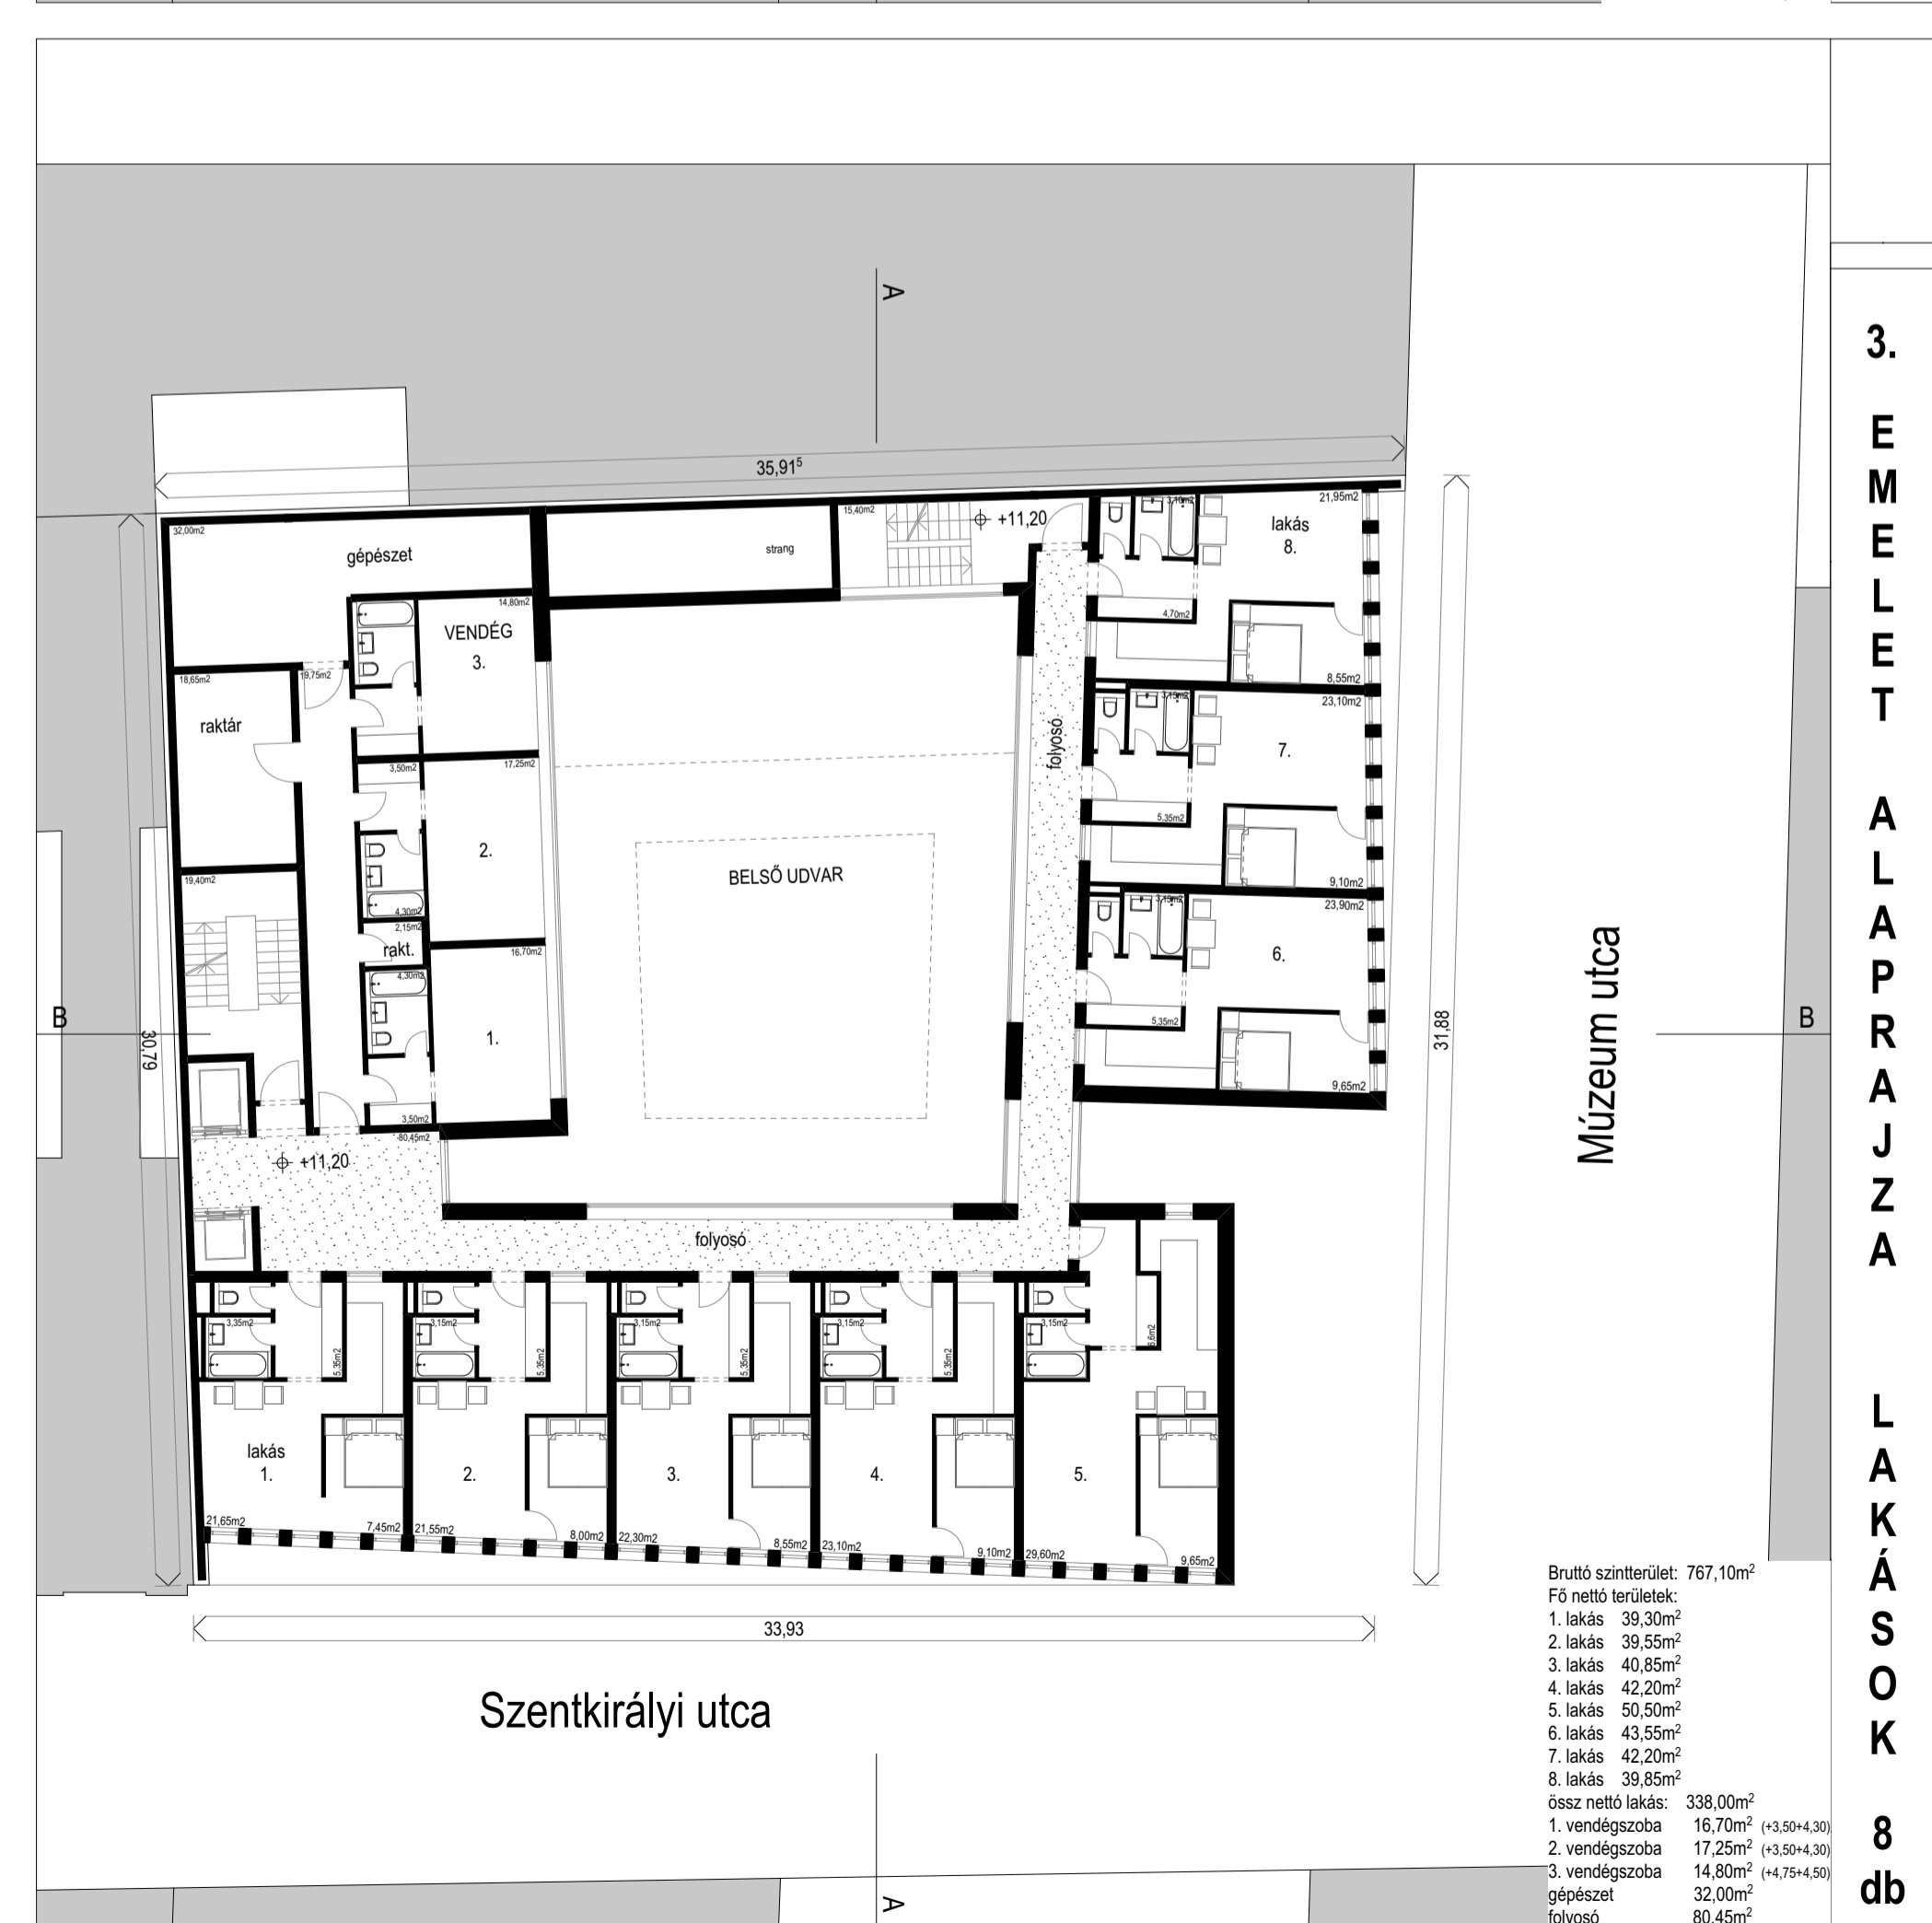 A
35,91⁵
32,00m2
gépészet
strang
15,40m2
+11,20
3,10m2
21,95m2
lakás
8.
4,70m2
8,55m2
14,80m2
VENDÉG
3.
18,65m2
19,75m2
raktár
3,15m2
23,10m2
7.
folyosó
5,35m2
9,10m2
3,50m2
17,25m2
2.
BELSŐ UDVAR
19,40m2
4,30m2
2,15m2
rakt.
4,30m2
16,70m2
1.
3,50m2
3,15m2
23,90m2
6.
5,35m2
9,65m2
B
30,79
31,88
Múzeum utca
B
80,45m2
+11,20
folyosó
3,35m2
5,35m2
3,15m2
5,35m2
3,15m2
5,35m2
3,15m2
5,35m2
3,15m2
6,6m2
lakás
1.
2.
3.
4.
5.
21,65m2
7,45m2
21,55m2
8,00m2
22,30m2
8,55m2
23,10m2
9,10m2
29,60m2
9,65m2
33,93
Szentkirályi utca
A
Bruttó szintterület: 767,10m²
Fő nettó területek:
1. lakás 39,30m²
2. lakás 39,55m²
3. lakás 40,85m²
4. lakás 42,20m²
5. lakás 50,50m²
6. lakás 43,55m²
7. lakás 42,20m²
8. lakás 39,85m²
össz nettó lakás: 338,00m²
1. vendégszoba 16,70m² (+3,50+4,30)
2. vendégszoba 17,25m² (+3,50+4,30)
3. vendégszoba 14,80m² (+4,75+4,50)
gépészet 32,00m²
folyosó 80,45m²
3. EMELET ALAPRAJZA LAKÁSOK 8 db